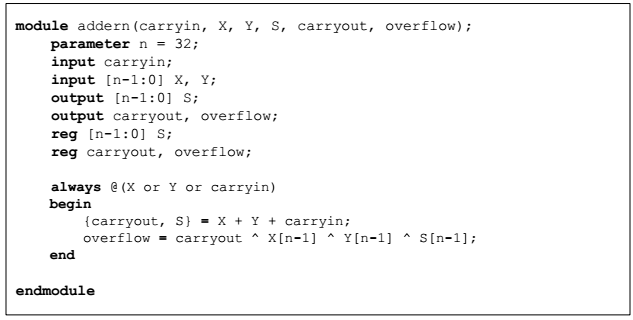 module addern(carryin, X, Y, S, carryout, overflow);
    parameter n = 32;
    input carryin;
    input [n-1:0] X, Y;
    output [n-1:0] S;
    output carryout, overflow;
    reg [n-1:0] S;
    reg carryout, overflow;

    always @(X or Y or carryin)
    begin
        {carryout, S} = X + Y + carryin;
        overflow = carryout ^ X[n-1] ^ Y[n-1] ^ S[n-1];
    end

endmodule